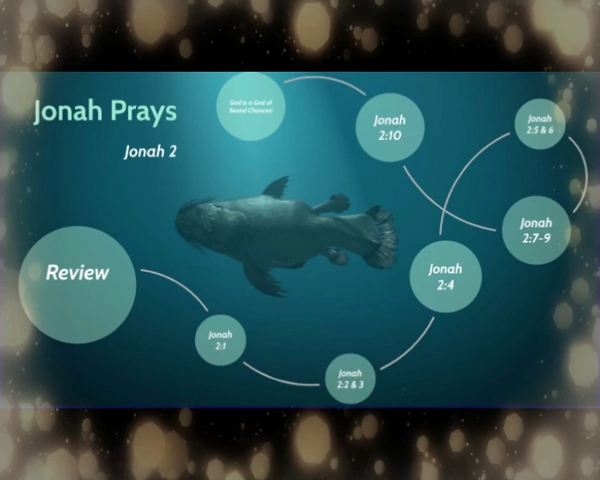 Jonah Prays
Jonah 2
God is a God of
Second Chances!
Jonah
2:10
Jonah
2:5 & 6
Jonah
2:7-9
Jonah
2:4
Review
Jonah
2:1
Jonah
2:2 & 3